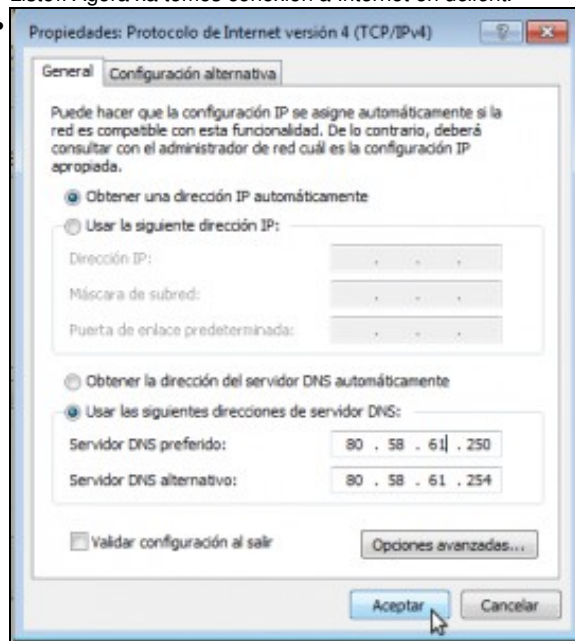 Propiedades: Protocolo de Internet versión 4 (TCP/IPv4)
General
Configuración alternativa
Puede hacer que la configuración IP se asigne automáticamente si la
red es compatible con esta funcionalidad. De lo contrario, deberá
consultar con el administrador de red cuál es la configuración IP
apropiada.
Obtener una dirección IP automáticamente
Usar la siguiente dirección IP:
Dirección IP:
Máscara de subred:
Puerta de enlace predeterminada:
Obtener la dirección del servidor DNS automáticamente
Usar las siguientes direcciones de servidor DNS:
Servidor DNS preferido: 80 . 58 . 61 . 250
Servidor DNS alternativo: 80 . 58 . 61 . 254
Validar configuración al salir
Opciones avanzadas...
Aceptar
Cancelar